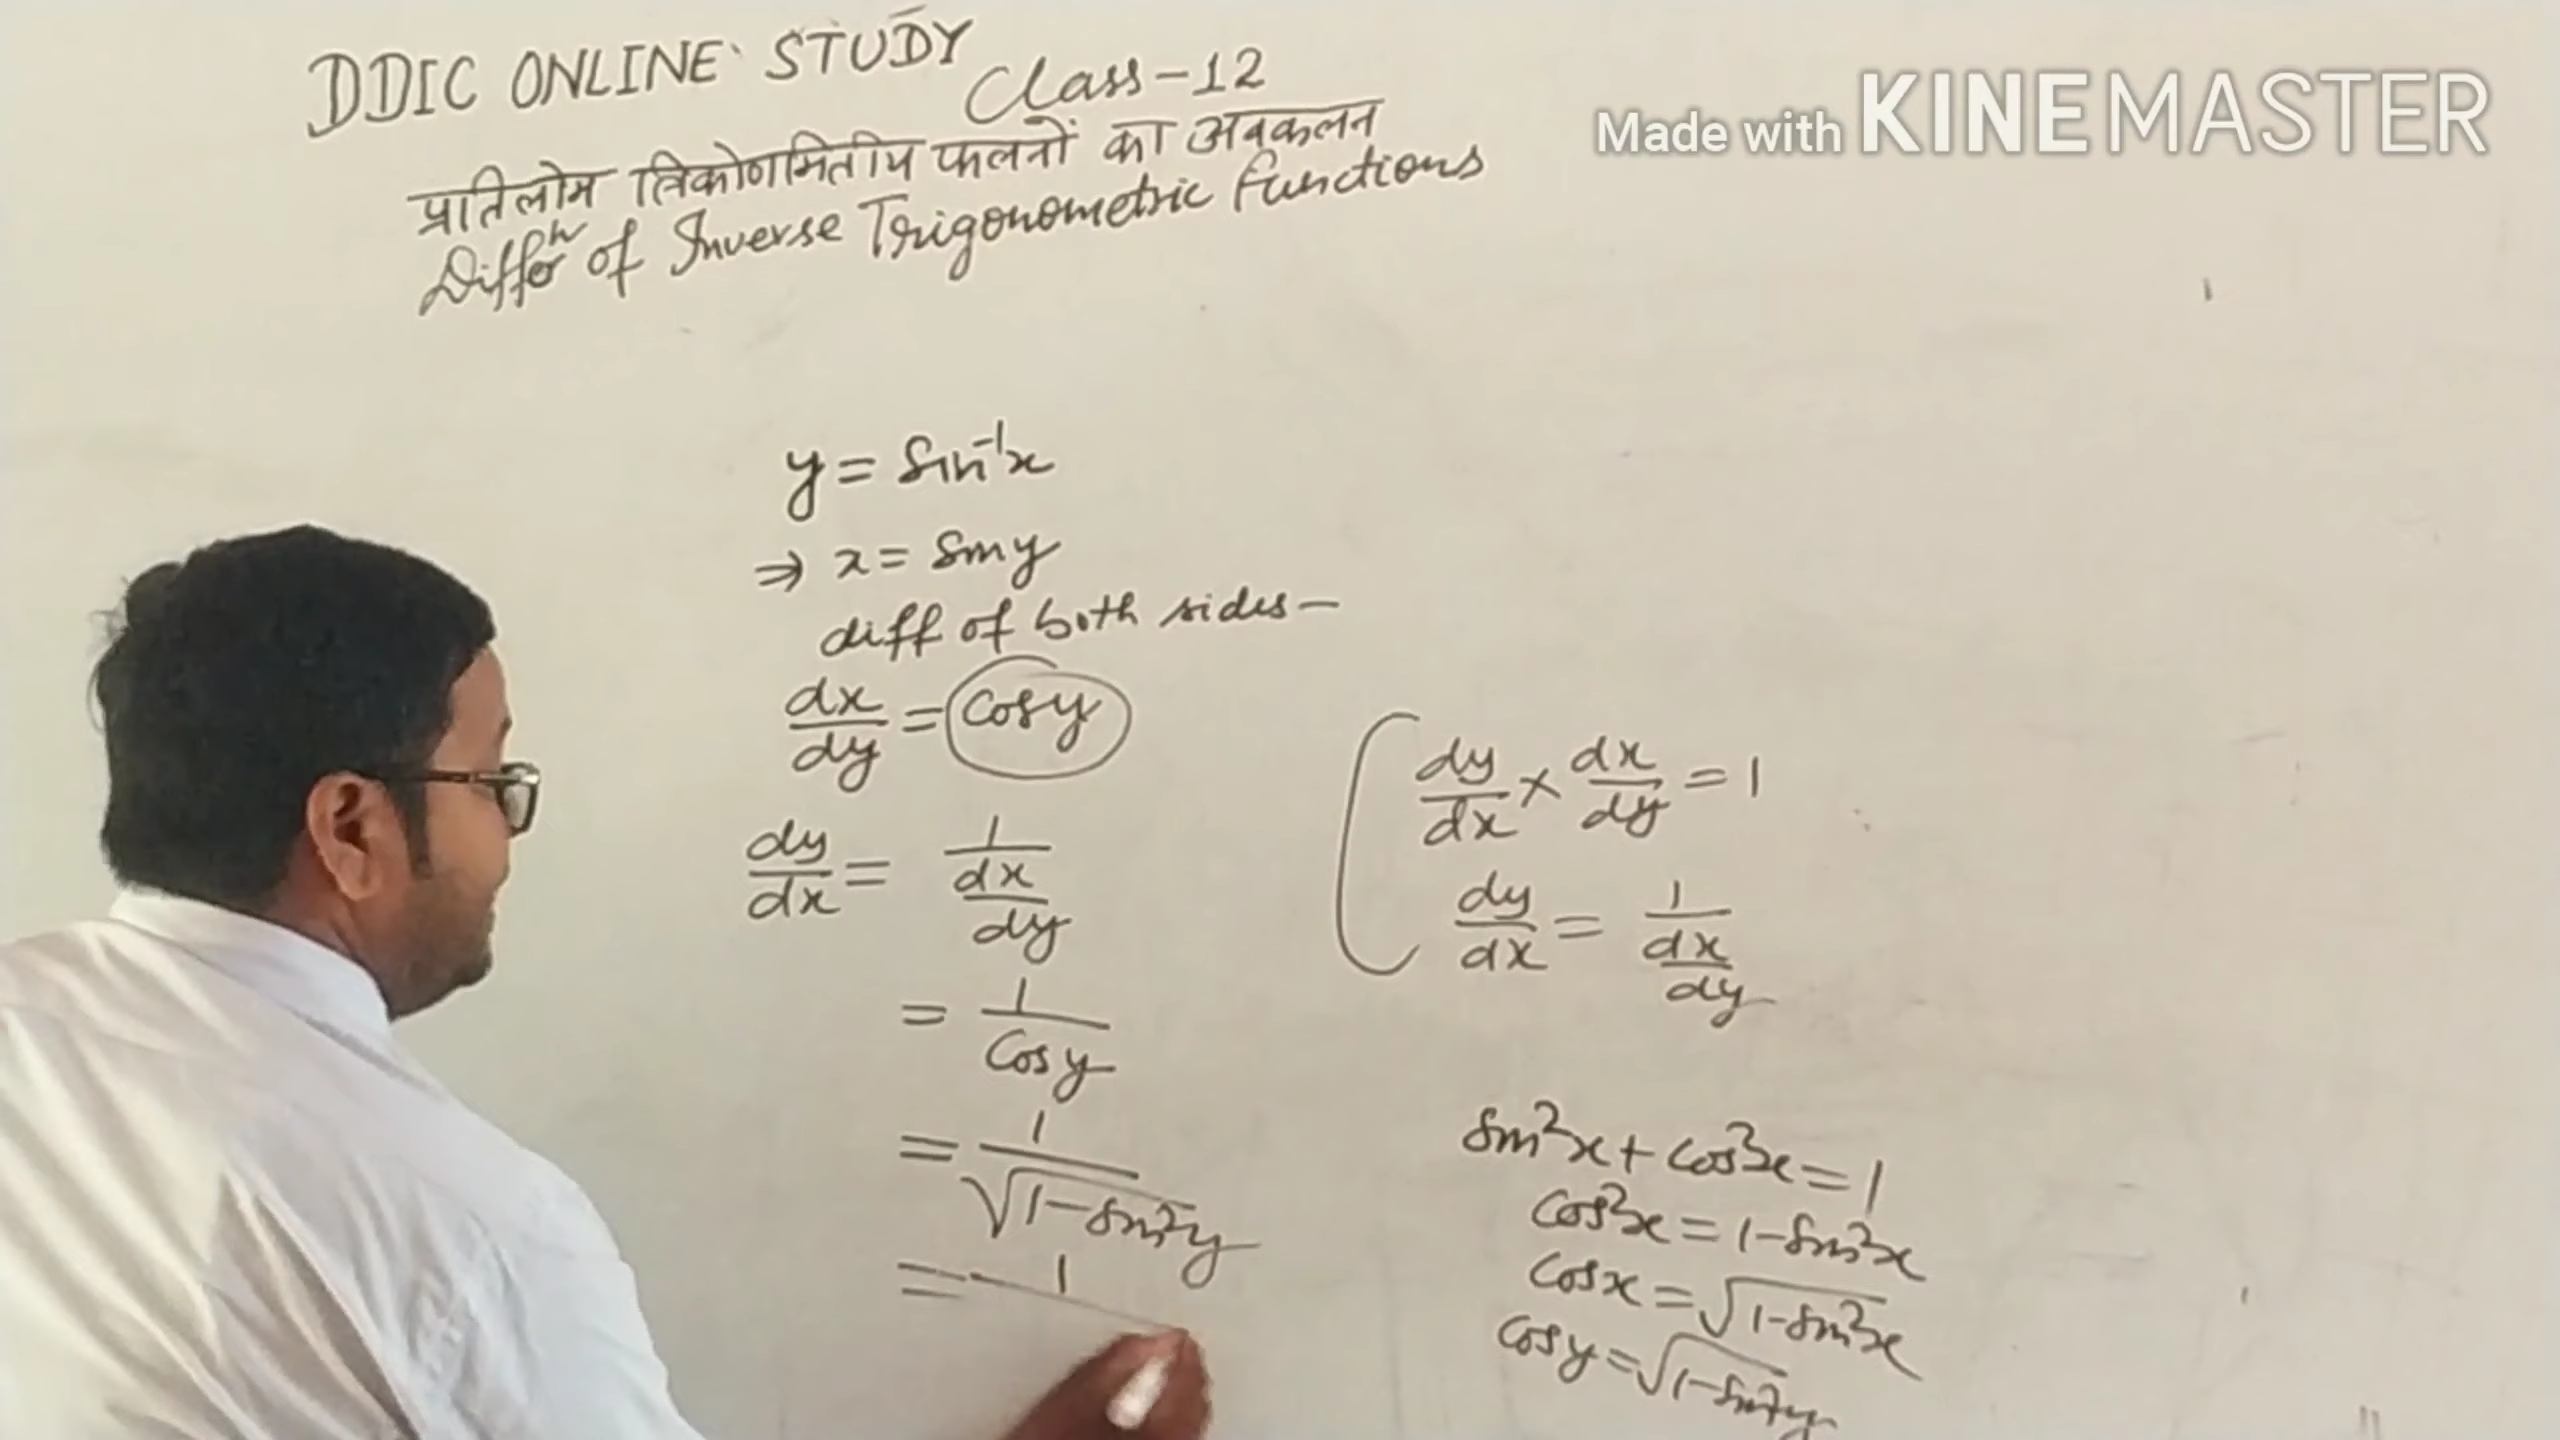 DDIC ONLINE STUDY
Class-12
Made with KINEMASTER
प्रतिलोम त्रिकोणमितीय फलनों का अवकलन
Diffⁿ of Inverse Trigonometric Functions
y = sin⁻¹x
⇒ x = sin y
diff of both sides –
dx/dy = cos y
dy/dx = 1/(dx/dy)
= 1/cos y
= 1/√(1-sin²y)
= 1
dy/dx × dx/dy = 1
dy/dx = 1/(dx/dy)
sin²x + cos²x = 1
cos²x = 1-sin²x
cosx = √(1-sin²x)
cosy = √(1-sin²y)